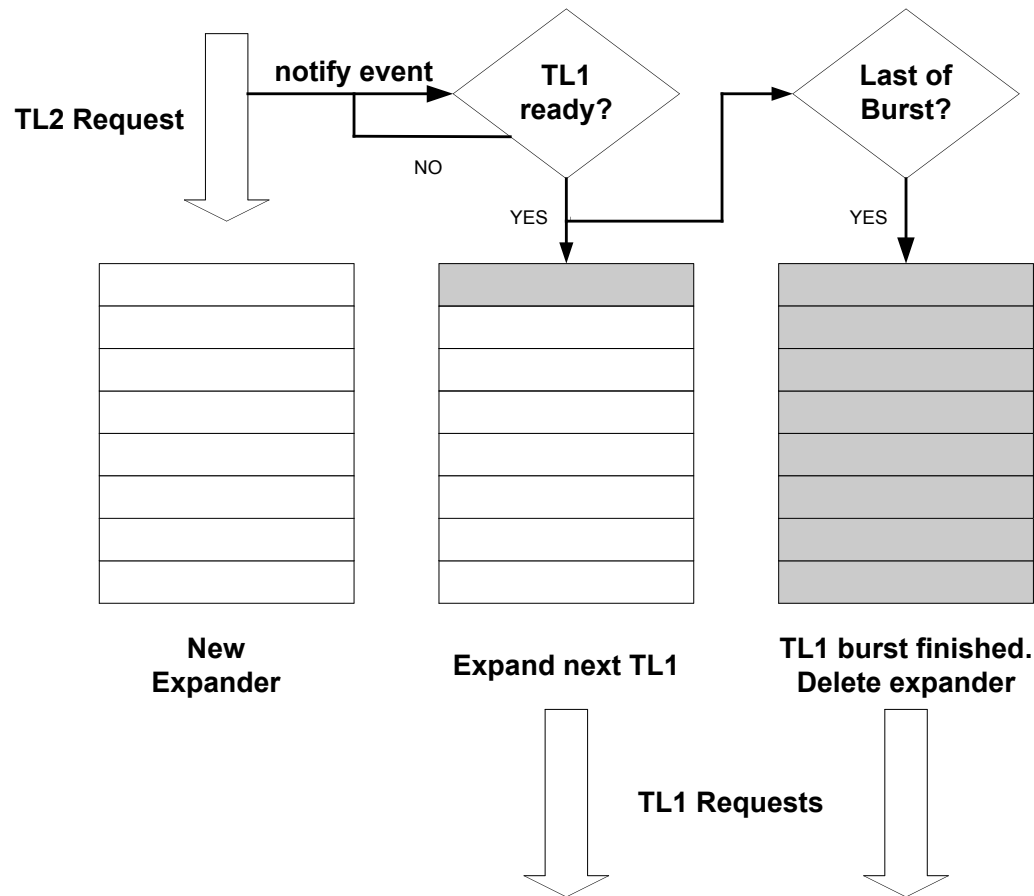 notify event
TL1
ready?
Last of
Burst?
TL2 Request
NO
YES
YES
New
Expander
Expand next TL1
TL1 burst finished.
Delete expander
TL1 Requests